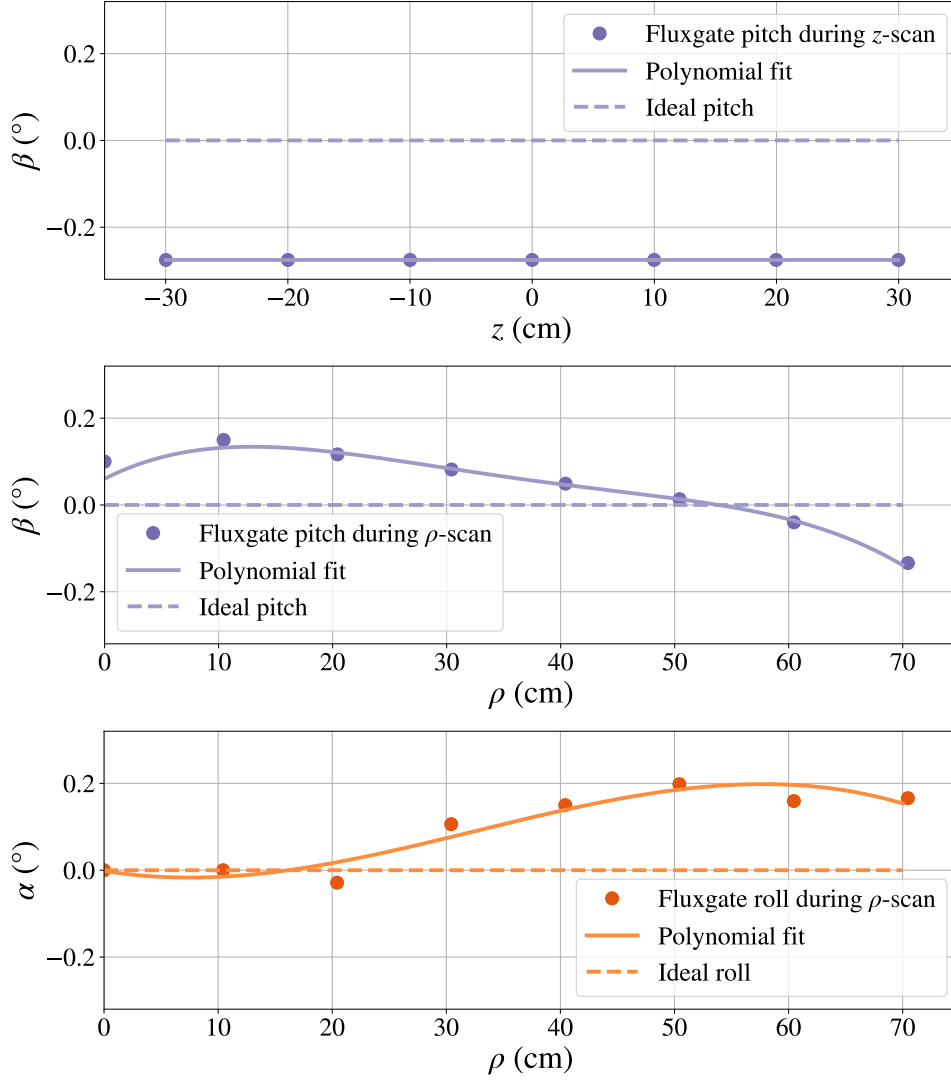 0.2
0.0
−0.2
β (°)
Fluxgate pitch during z-scan
Polynomial fit
Ideal pitch
−30 −20 −10 0 10 20 30
z (cm)
0.2
0.0
−0.2
β (°)
Fluxgate pitch during ρ-scan
Polynomial fit
Ideal pitch
0 10 20 30 40 50 60 70
ρ (cm)
0.2
0.0
−0.2
α (°)
Fluxgate roll during ρ-scan
Polynomial fit
Ideal roll
0 10 20 30 40 50 60 70
ρ (cm)